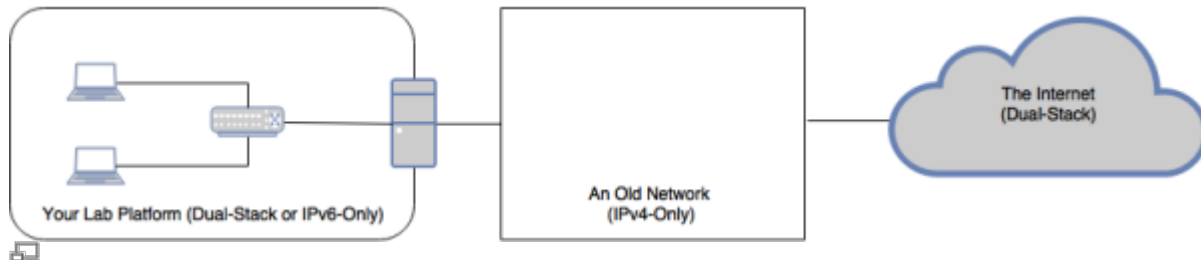 The Internet
(Dual-Stack)
An Old Network
(IPv4-Only)
Your Lab Platform (Dual-Stack or IPv6-Only)